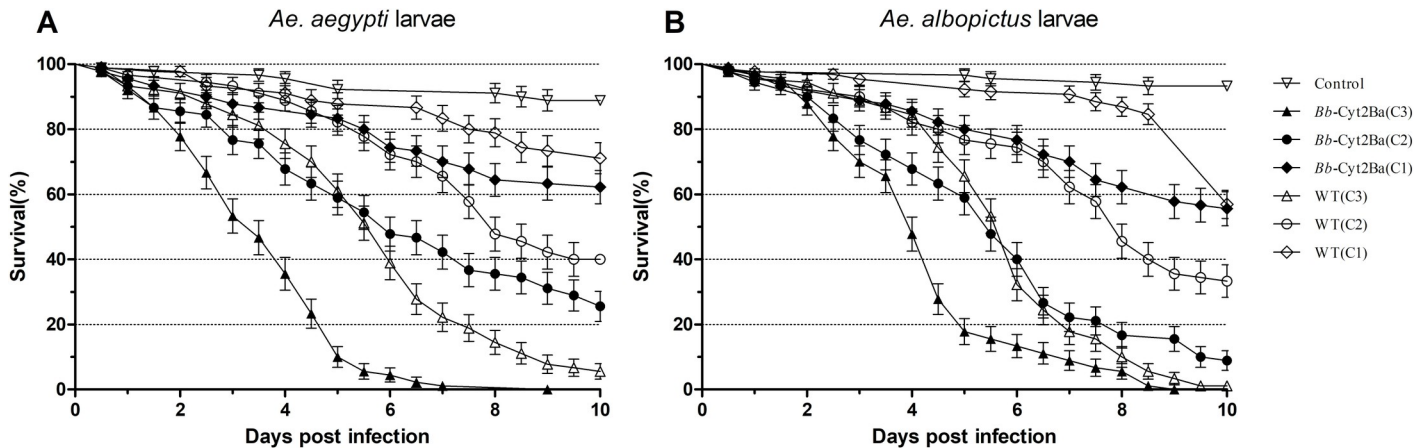 A
Ae. aegypti larvae
100
80
60
40
20
0
Survival(%)
0 2 4 6 8 10
Days post infection
B
Ae. albopictus larvae
100
80
60
40
20
0
Survival(%)
0 2 4 6 8 10
Days post infection
Control
Bb-Cyt2Ba(C3)
Bb-Cyt2Ba(C2)
Bb-Cyt2Ba(C1)
WT(C3)
WT(C2)
WT(C1)